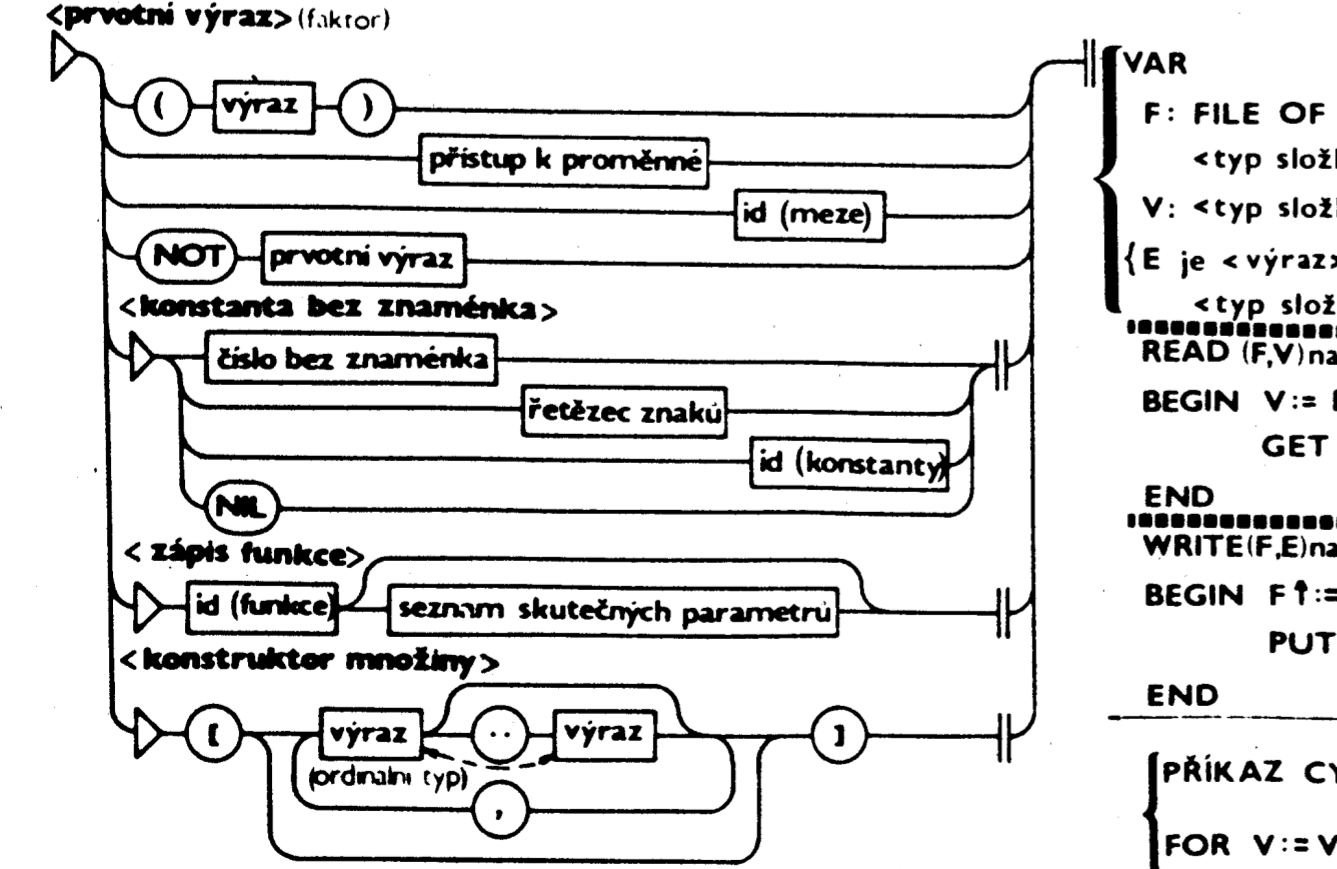 <prvotní výraz> (faktor)
( výraz )
přístup k proměnné
id (meze)
NOT prvotní výraz
<konstanta bez znaménka>
číslo bez znaménka
řetězec znaků
id (konstanty)
NIL
<zápis funkce>
id (funkce) seznam skutečných parametrů
<konstruktor množiny>
[ výraz .. výraz ]
(ordinalni typ)
,
VAR
F: FILE OF
<typ slož
V: <typ slož
{E je <výraz>
<typ slož
READ (F,V) na
BEGIN V:=
GET
END
WRITE(F,E)na
BEGIN F↑:=
PUT
END
PŘÍKAZ CY
FOR V:=V